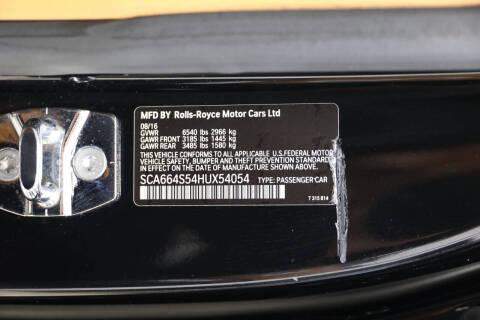 MFD BY Rolls-Royce Motor Cars Ltd
08/16
GVWR 6540 lbs 2966 kg
GAWR FRONT 3185 lbs 1445 kg
GAWR REAR 3485 lbs 1580 kg
THIS VEHICLE CONFORMS TO ALL APPLICABLE U.S.FEDERAL MOTOR
VEHICLE SAFETY, BUMPER AND THEFT PREVENTION STANDARDS IN
EFFECT ON THE DATE OF MANUFACTURE SHOWN ABOVE.
SCA664S54HUX54054 TYPE: PASSENGER CAR
7 315 814